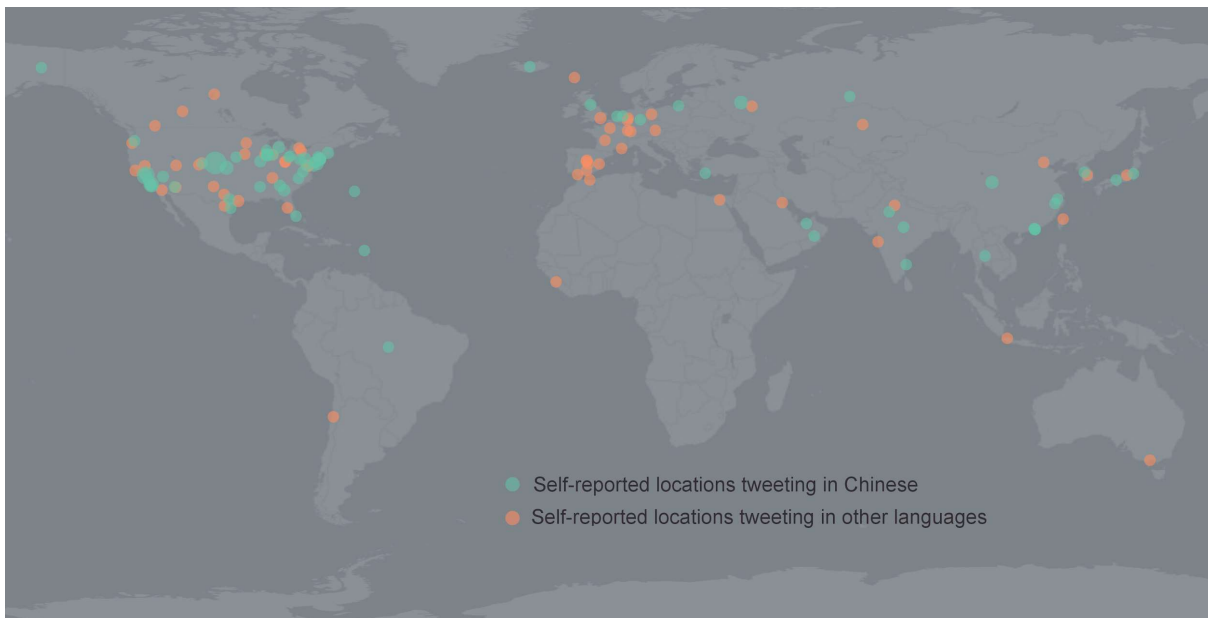 Self-reported locations tweeting in Chinese
Self-reported locations tweeting in other languages